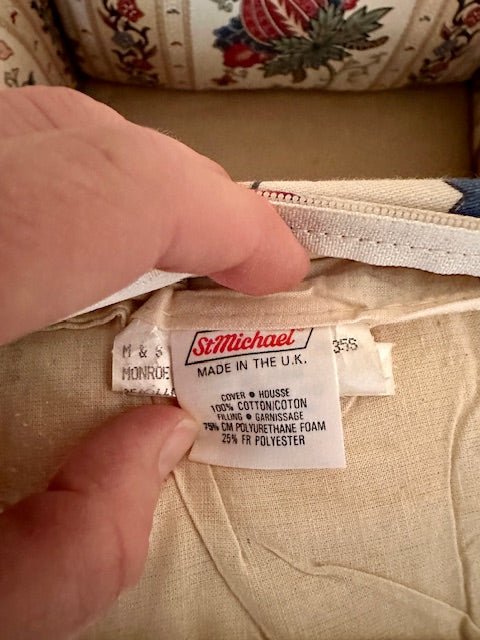 StMichael
MADE IN THE U.K.
COVER • HOUSSE
100% COTTON/COTON
FILLING • GARNISSAGE
75% CM POLYURETHANE FOAM
25% FR POLYESTER
M & S
MONROE
35S